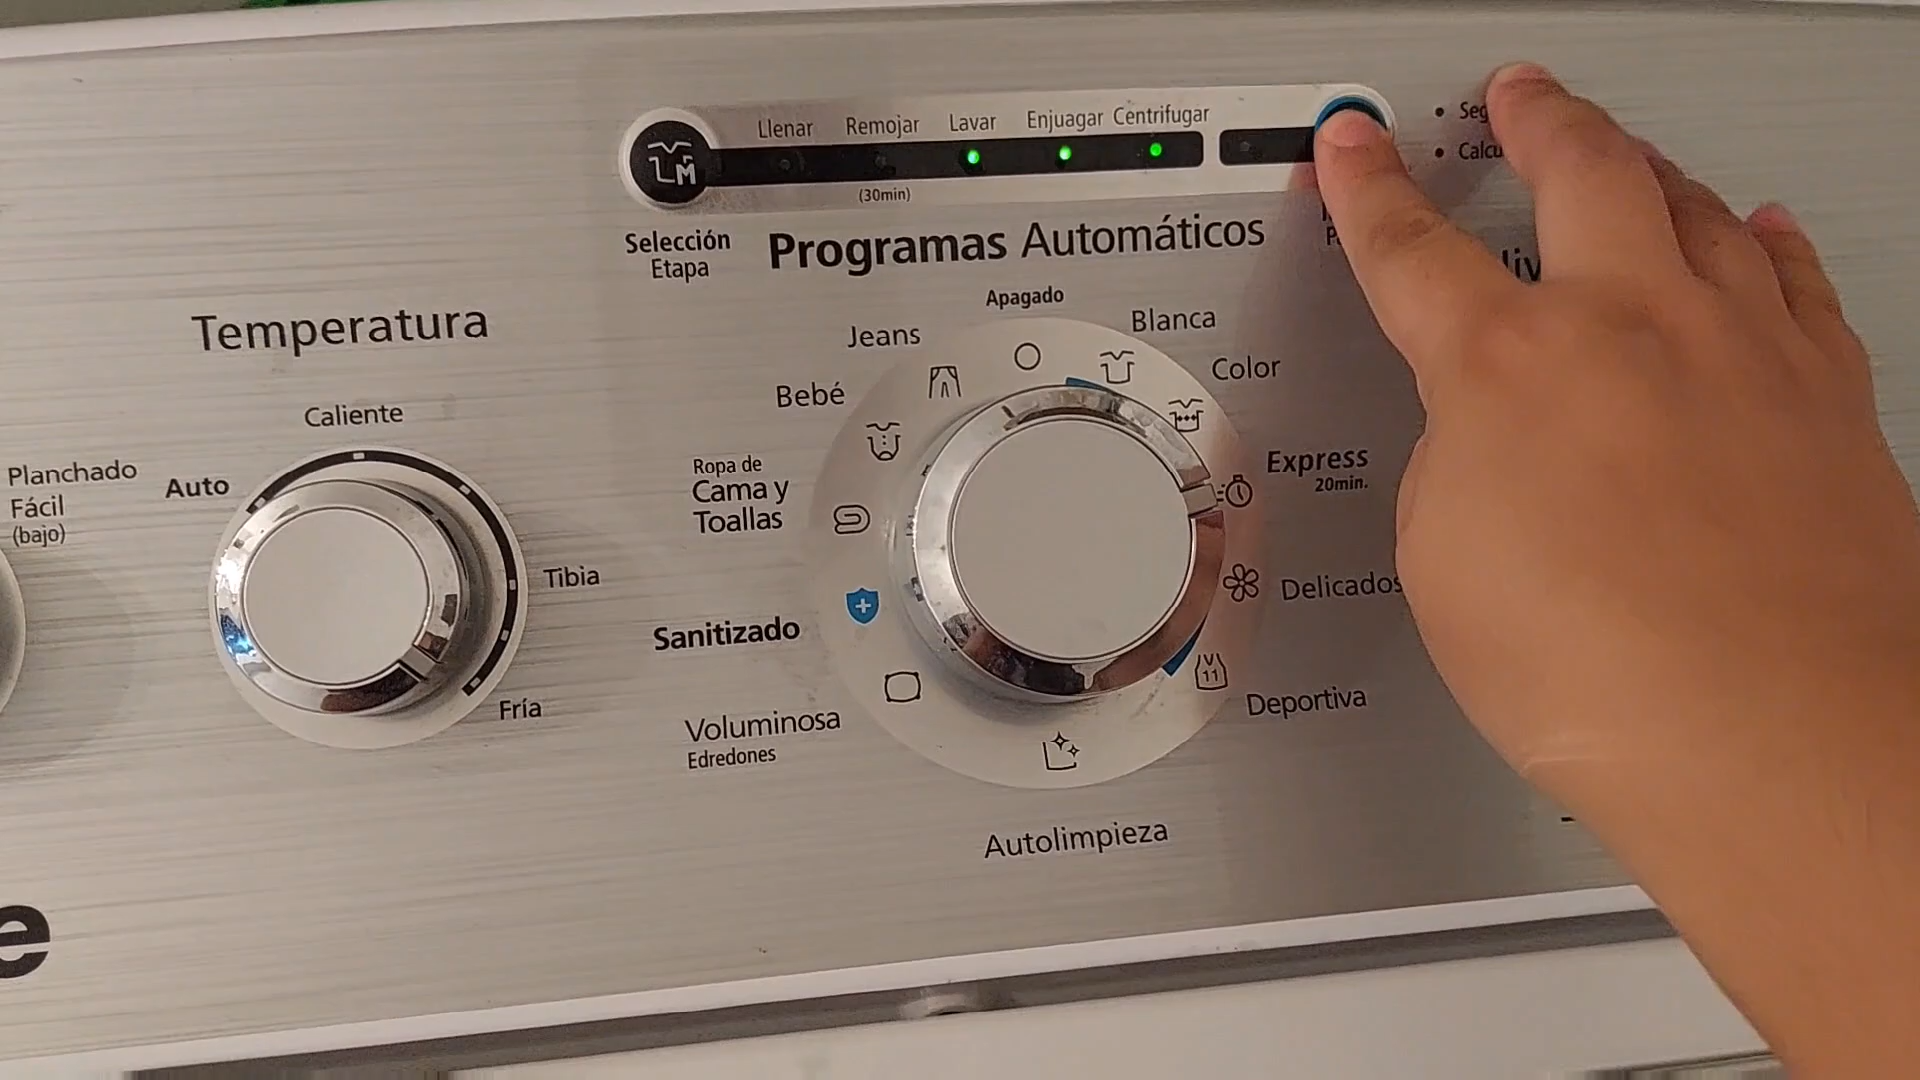 Llenar Remojar Lavar Enjuagar Centrifugar
(30min)
Selección
Etapa
Programas Automáticos
Temperatura
Caliente
Auto
Tibia
Fría
Planchado
Fácil
(bajo)
Apagado
Blanca
Color
Express
20min.
Delicados
Deportiva
11
Autolimpieza
Voluminosa
Edredones
Sanitizado
Ropa de
Cama y
Toallas
Bebé
Jeans